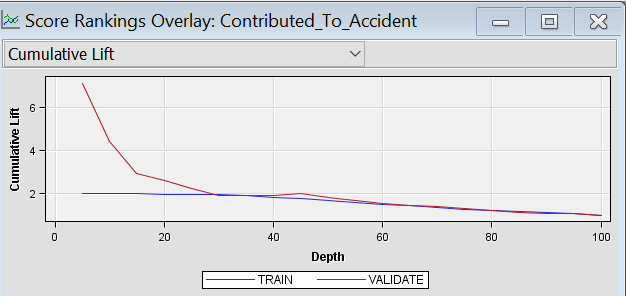 Score Rankings Overlay: Contributed_To_Accident
Cumulative Lift
Cumulative Lift
6
4
2
0 20 40 60 80 100
Depth
TRAIN VALIDATE